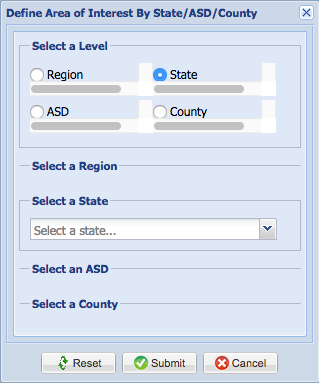 Define Area of Interest By State/ASD/County
Select a Level
Region State
ASD County
Select a Region
Select a State
Select a state...
Select an ASD
Select a County
Reset Submit Cancel